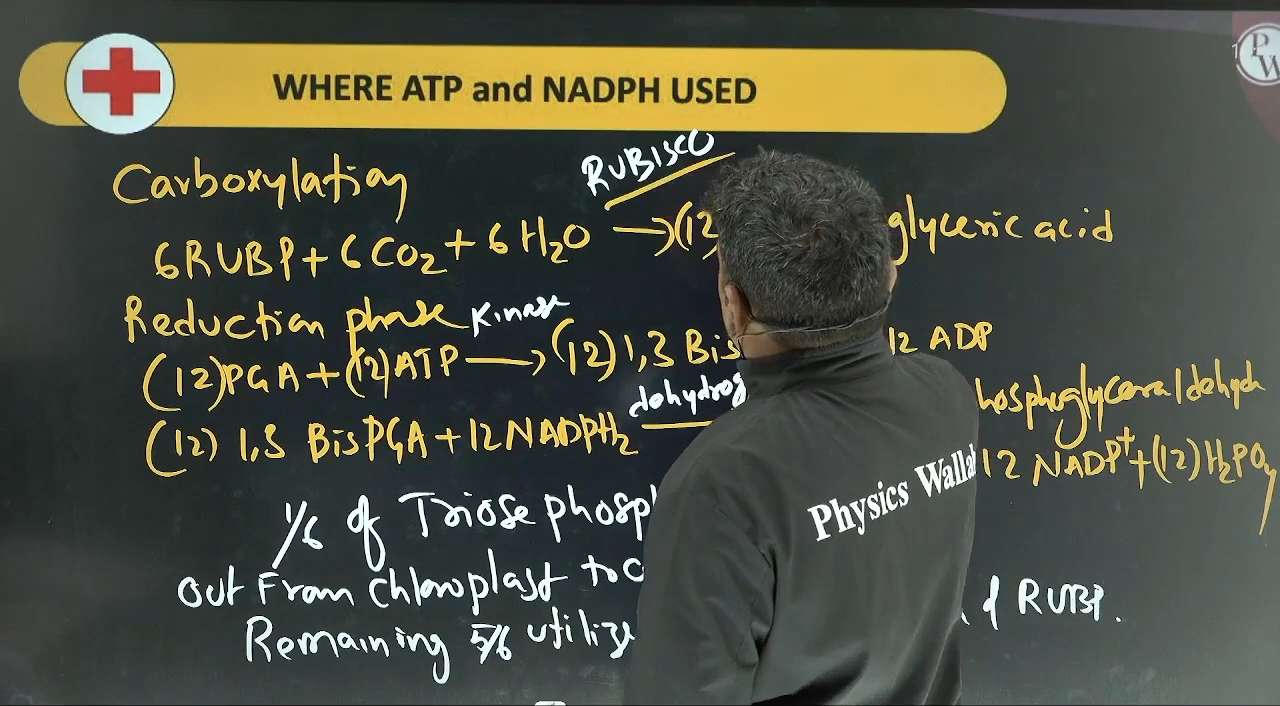 WHERE ATP and NADPH USED
PW
Carboxylation
RUBISCO
6RUBP + 6CO₂ + 6H₂O → (12 glyceric acid
Reduction phase
Kinase
(12)PGA + (12)ATP → (12) 1,3 Bis 12 ADP
dehydrog
(12) 1,3 BisPGA + 12NADPH₂ hosphoglyceraldehyde
12 NADP⁺ + (12) H₂PO₄
1/6 of Triose phosp
out From chloroplast to c
Remaining 5/6 utilize RUBP.
Physics Wallah